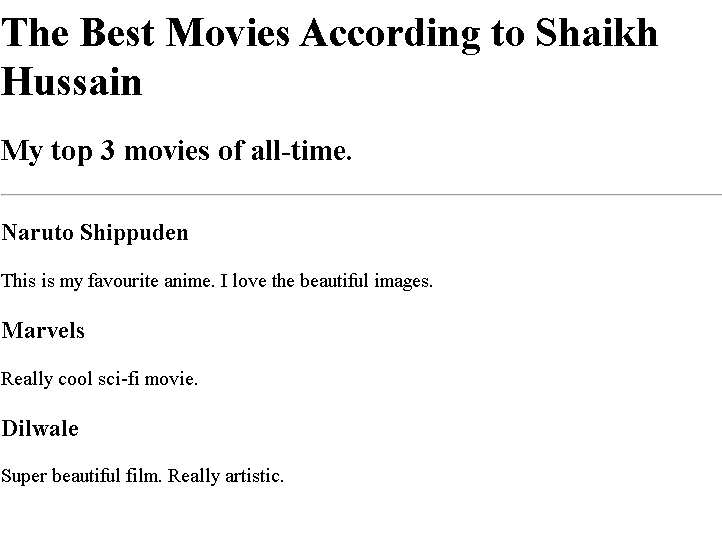 The Best Movies According to Shaikh
Hussain
My top 3 movies of all-time.
Naruto Shippuden
This is my favourite anime. I love the beautiful images.
Marvels
Really cool sci-fi movie.
Dilwale
Super beautiful film. Really artistic.